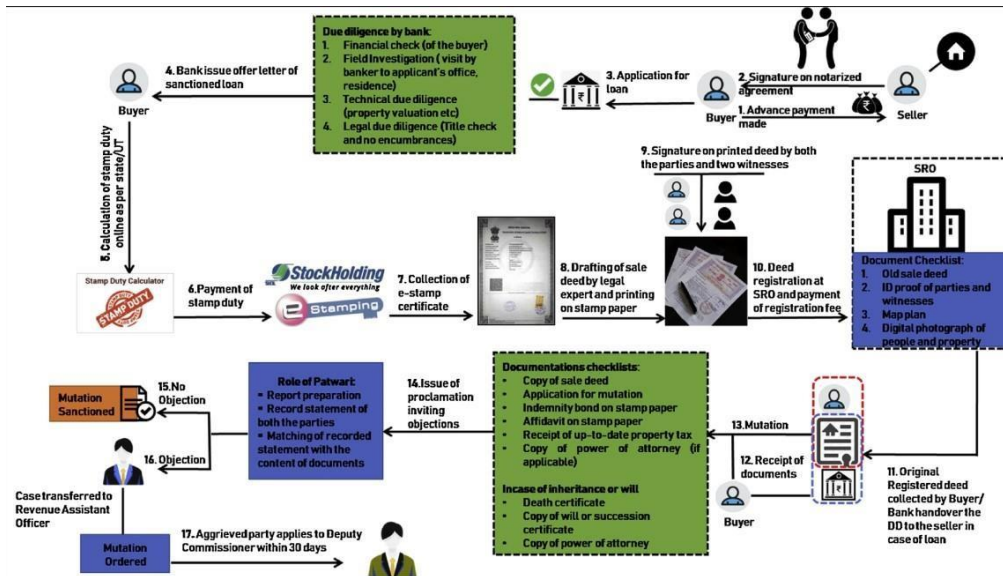 Due diligence by bank:
1. Financial check (of the buyer)
2. Field Investigation ( visit by
banker to applicant's office,
residence)
3. Technical due diligence
(property valuation etc)
4. Legal due diligence (Title check
and no encumbrances)
4. Bank issue offer letter of
sanctioned loan
Buyer
3. Application for
loan
2. Signature on notarized
agreement
1. Advance payment
made
Buyer
Seller
5. Calculation of stamp duty
online as per state/UT
9. Signature on printed deed by both
the parties and two witnesses
SRO
Document Checklist:
1. Old sale deed
2. ID proof of parties and
witnesses
3. Map plan
4. Digital photograph of
people and property
Stamp Duty Calculator
STAMP DUTY
6.Payment of
stamp duty
StockHolding
We look after everything
e Stamping
7. Collection of
e-stamp
certificate
8. Drafting of sale
deed by legal
expert and printing
on stamp paper
10. Deed
registration at
SRO and payment
of registration fee
15. No
Objection
Mutation
Sanctioned
16. Objection
Role of Patwari:
▪ Report preparation
▪ Record statement of
both the parties
▪ Matching of recorded
statement with the
content of documents
14. Issue of
proclamation
inviting
objections
Documentations checklists:
• Copy of sale deed
• Application for mutation
• Indemnity bond on stamp paper
• Affidavit on stamp paper
• Receipt of up-to-date property tax
• Copy of power of attorney (if
applicable)
Incase of inheritance or will
• Death certificate
• Copy of will or succession
certificate
• Copy of power of attorney
13. Mutation
12. Receipt of
documents
Buyer
11. Original
Registered deed
collected by Buyer/
Bank handover the
DD to the seller in
case of loan
Case transferred to
Revenue Assistant
Officer
Mutation
Ordered
17. Aggrieved party applies to Deputy
Commissioner within 30 days